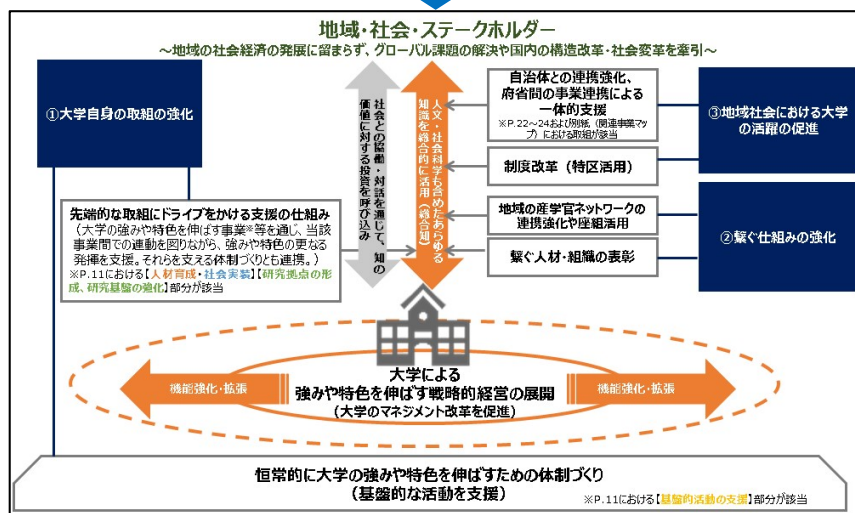 地域・社会・ステークホルダー
～地域の社会経済の発展に留まらず、グローバル課題の解決や国内の構造改革・社会変革を牽引～
①大学自身の取組の強化
先端的な取組にドライブをかける支援の仕組み
（大学の強みや特色を伸ばす事業※等を通じ、当該
事業間での連動を図りながら、強みや特色の更なる
発揮を支援。それらを支える体制づくりとも連携。）
※P.11における【人材育成・社会実装】【研究拠点の形
成、研究基盤の強化】部分が該当
社会との協働・対話を通じて、知の
価値に対する投資を呼び込み
人文・社会科学も含めたあらゆる
知識を総合的に活用（総合知）
自治体との連携強化、
府省間の事業連携による
一体的支援
※P.22～24および別紙（関連事業マッ
プ）における取組が該当
制度改革（特区活用）
③地域社会における大学
の活躍の促進
地域の産学官ネットワークの
連携強化や座組活用
繋ぐ人材・組織の表彰
②繋ぐ仕組みの強化
大学による
強みや特色を伸ばす戦略的経営の展開
（大学のマネジメント改革を促進）
機能強化・拡張
機能強化・拡張
恒常的に大学の強みや特色を伸ばすための体制づくり
（基盤的な活動を支援）
※P.11における【基盤的活動の支援】部分が該当